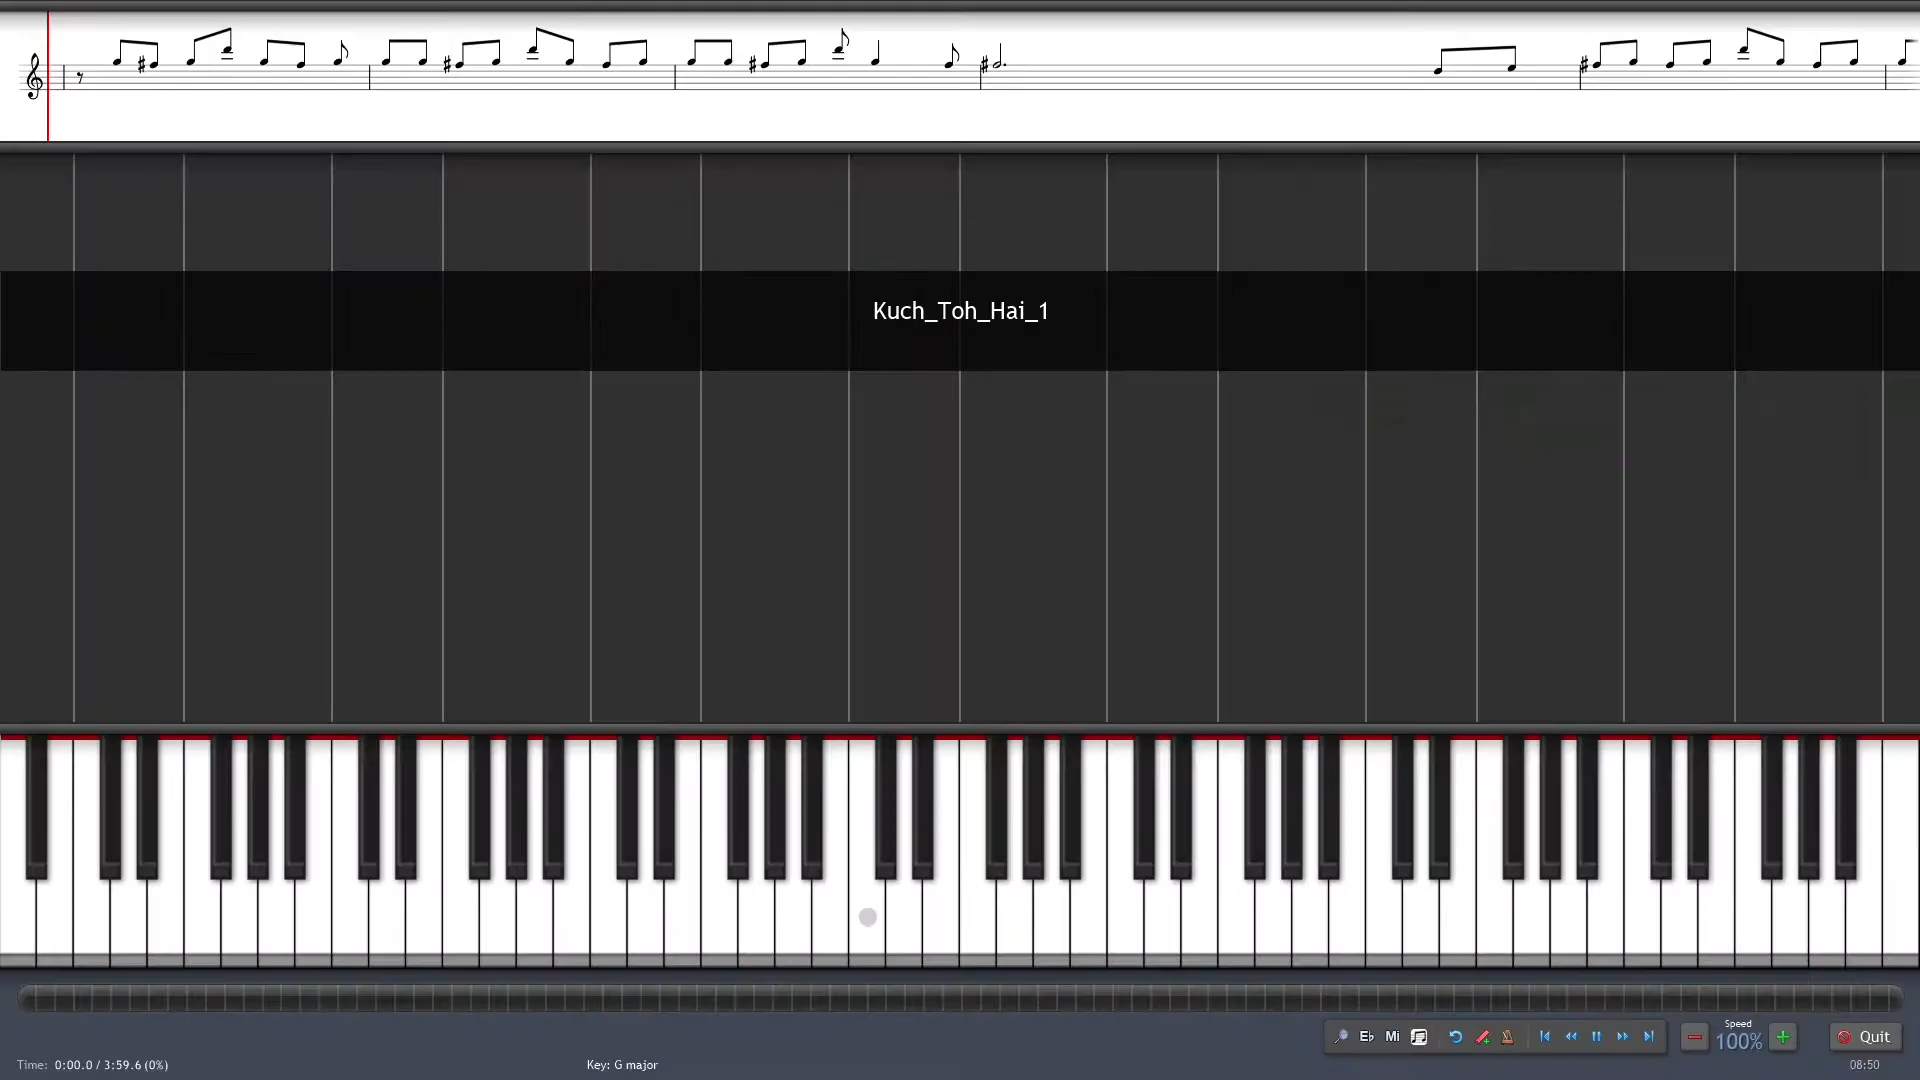 Kuch_Toh_Hai_1
Eb Mi
Speed
100%
Quit
Time: 0:00.0 / 3:59.6 (0%)
Key: G major
08:50